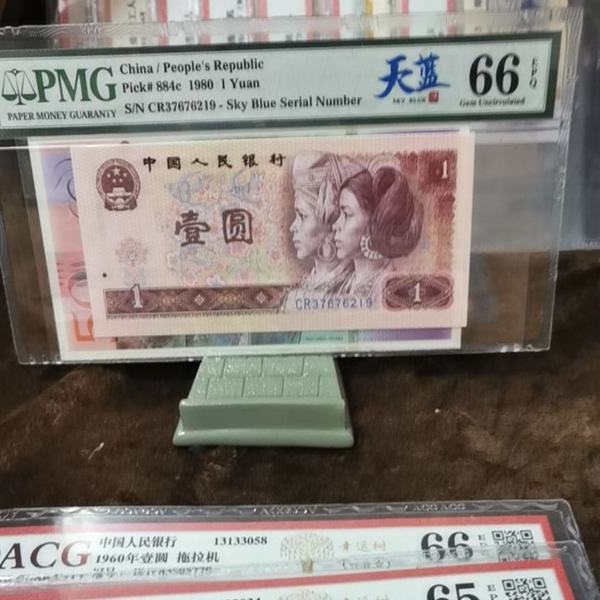 PMG
PAPER MONEY GUARANTY
China / People's Republic
Pick# 884c 1980 1 Yuan
S/N CR37676219 - Sky Blue Serial Number
天蓝
SKY BLUE
66 EPQ
Gem Uncirculated
中国人民银行
壹圆
1
1
CR37676219
1
ACG
中国人民银行
1960年壹圆 拖拉机
13133058
幸运树
66
65